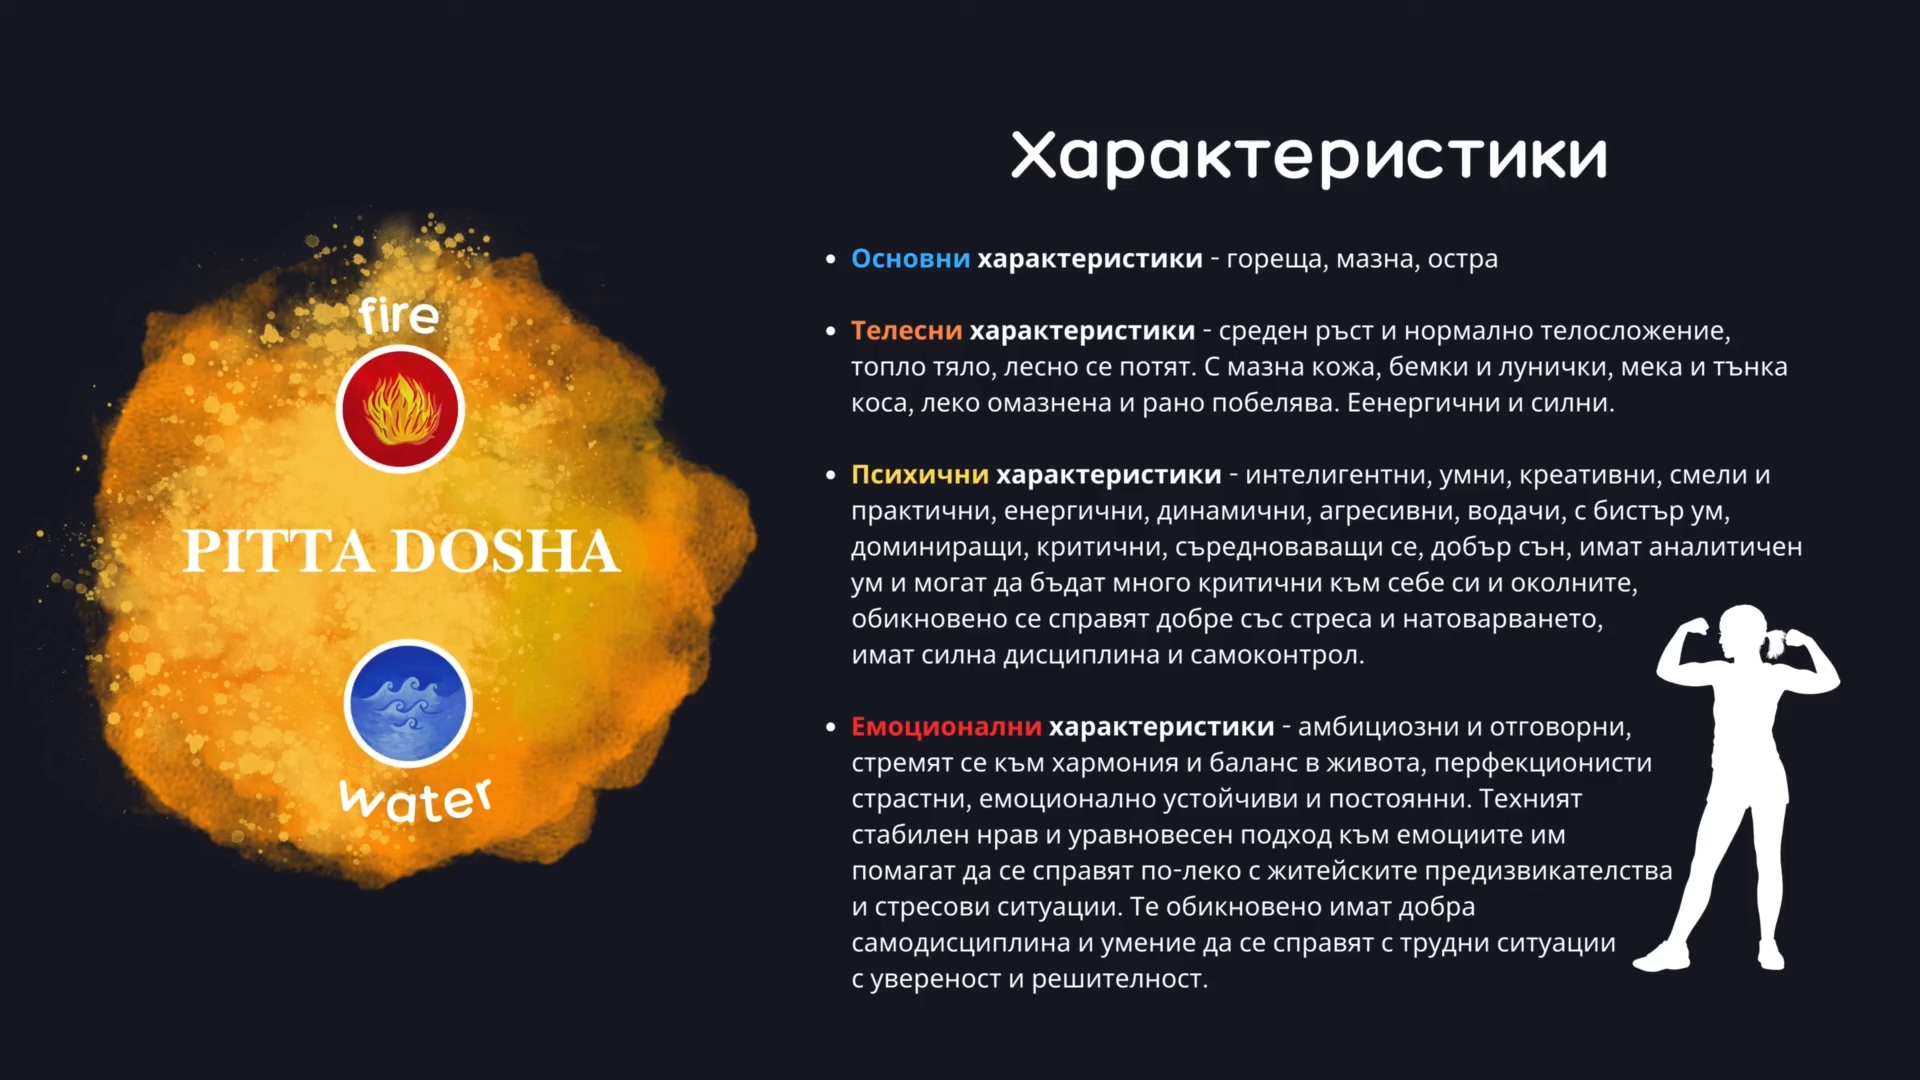 fire
PITTA DOSHA
water
Характеристики
• Основни характеристики - гореща, мазна, остра
• Телесни характеристики - среден ръст и нормално телосложение,
топло тяло, лесно се потят. С мазна кожа, бемки и лунички, мека и тънка
коса, леко омазнена и рано побелява. Еенергични и силни.
• Психични характеристики - интелигентни, умни, креативни, смели и
практични, енергични, динамични, агресивни, водачи, с бистър ум,
доминиращи, критични, съредноваващи се, добър сън, имат аналитичен
ум и могат да бъдат много критични към себе си и околните,
обикновено се справят добре със стреса и натоварването,
имат силна дисциплина и самоконтрол.
• Емоционални характеристики - амбициозни и отговорни,
стремят се към хармония и баланс в живота, перфекционисти
страстни, емоционално устойчиви и постоянни. Техният
стабилен нрав и уравновесен подход към емоциите им
помагат да се справят по-леко с житейските предизвикателства
и стресови ситуации. Те обикновено имат добра
самодисциплина и умение да се справят с трудни ситуации
с увереност и решителност.